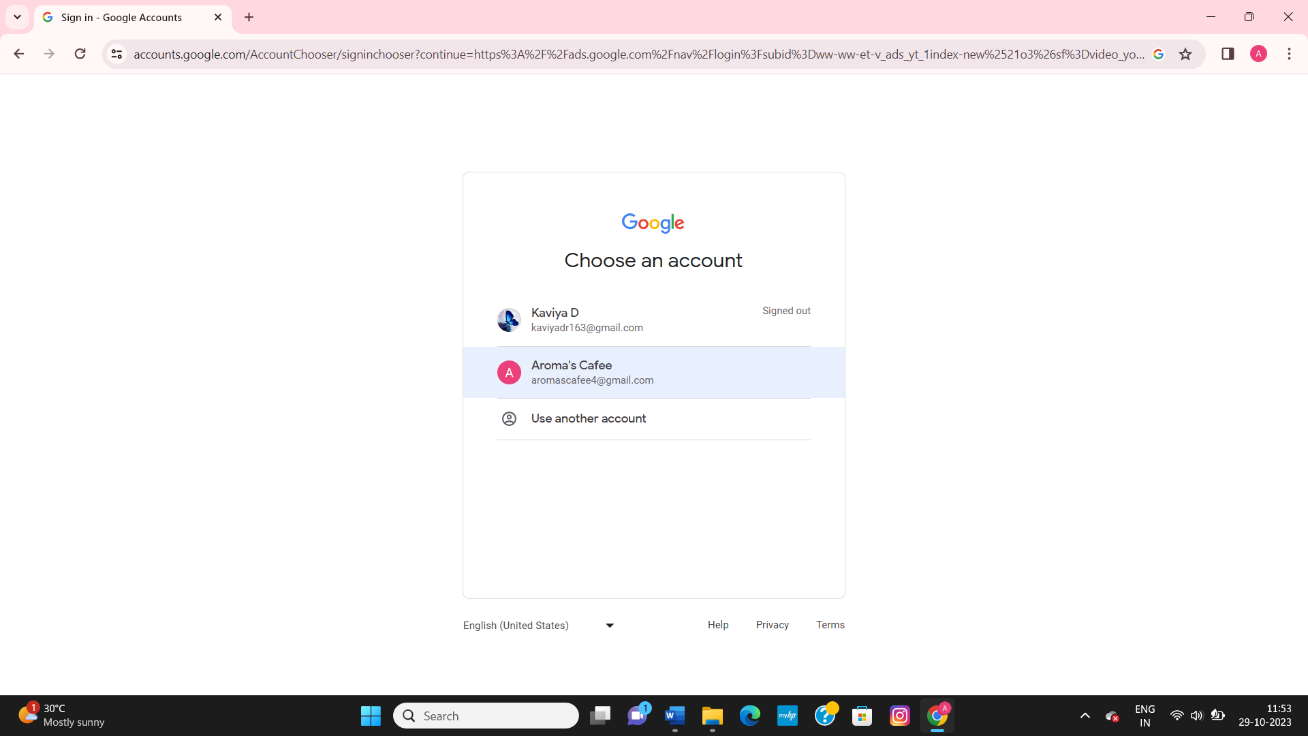 Sign in - Google Accounts
accounts.google.com/AccountChooser/signinchooser?continue=https%3A%2F%2Fads.google.com%2Fnav%2Flogin%3Fsubid%3Dww-ww-et-v_ads_yt_1index-new%2521o3%26sf%3Dvideo_yo...
A
Google
Choose an account
Kaviya D
Signed out
kaviyadr163@gmail.com
A
Aroma's Cafee
aromascafee4@gmail.com
Use another account
English (United States)
Help
Privacy
Terms
1
30°C
Mostly sunny
Search
1
W
myhp
?
A
ENG
IN
11:53
29-10-2023